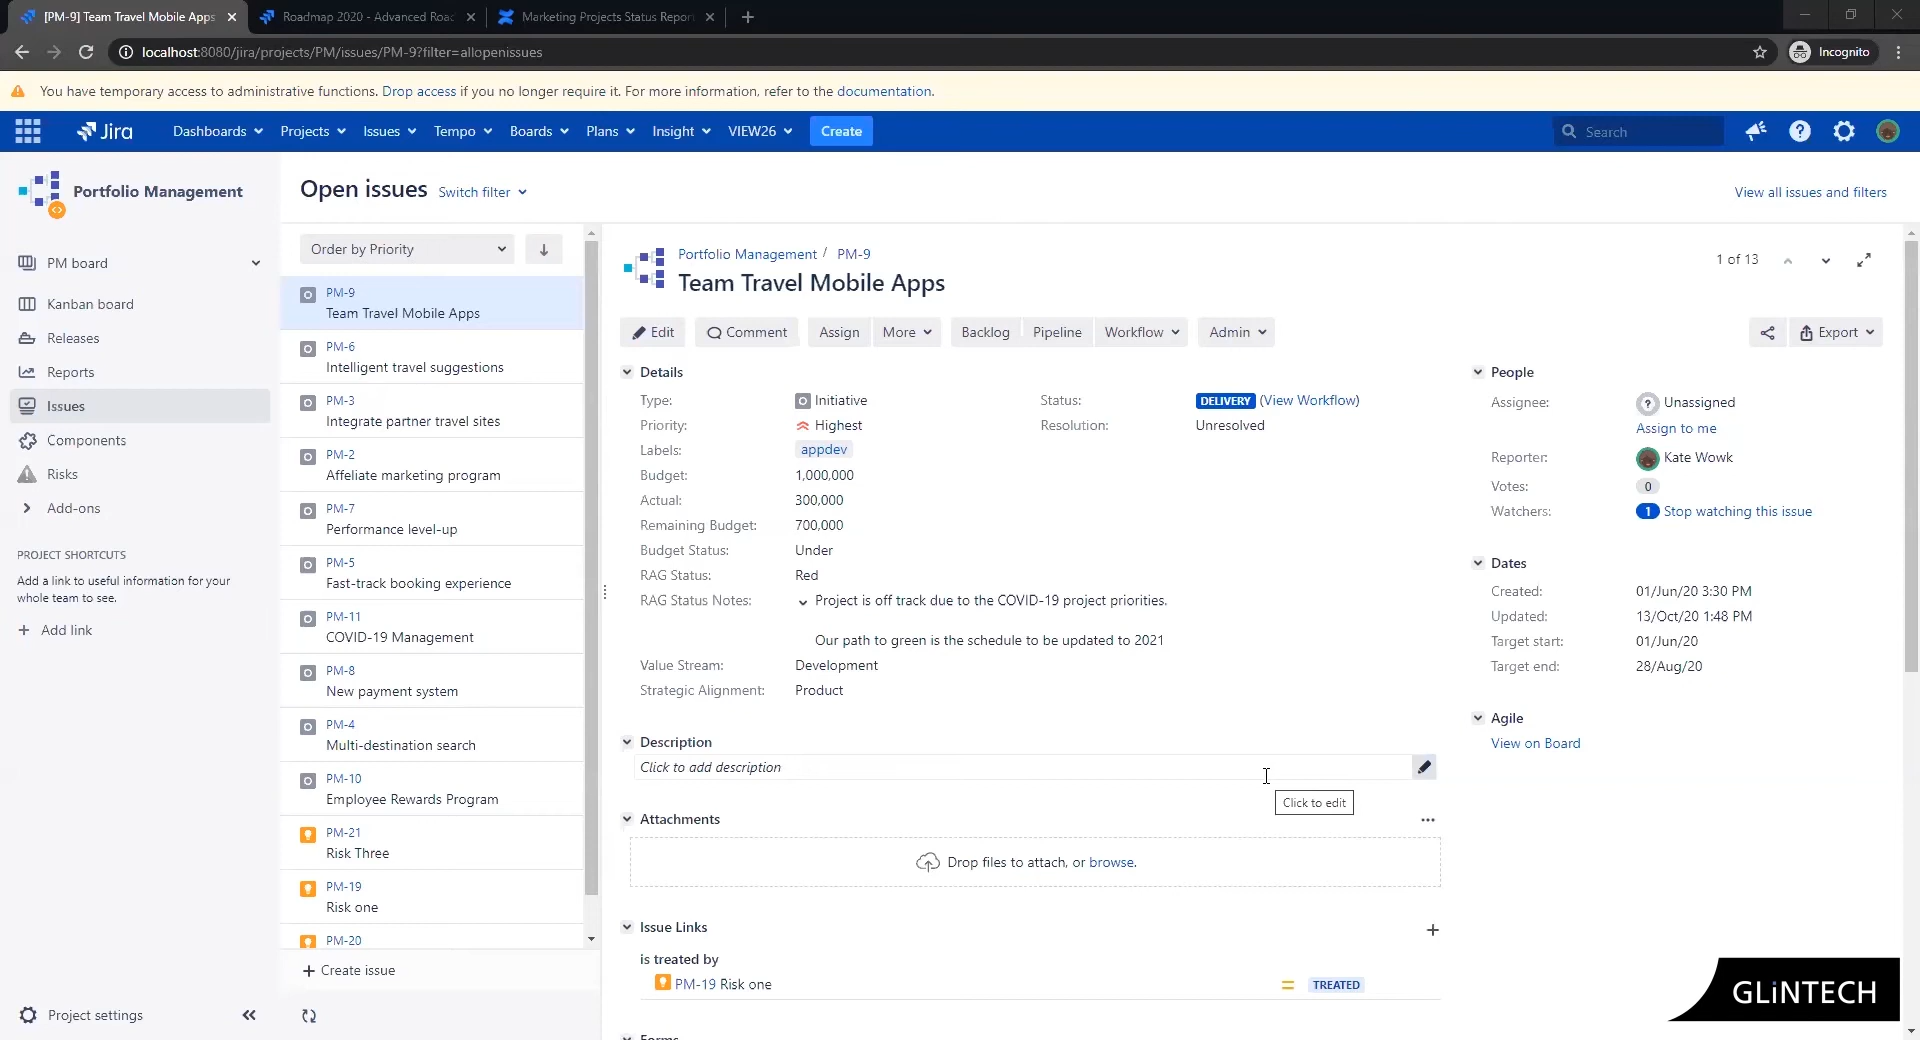 [PM-9] Team Travel Mobile Apps
Roadmap 2020 - Advanced Road
Marketing Projects Status Repor
localhost:8080/jira/projects/PM/issues/PM-9?filter=allopenissues
Incognito
You have temporary access to administrative functions. Drop access if you no longer require it. For more information, refer to the documentation.
Jira
Dashboards
Projects
Issues
Tempo
Boards
Plans
Insight
VIEW26
Create
Search
Portfolio Management
PM board
Kanban board
Releases
Reports
Issues
Components
Risks
Add-ons
PROJECT SHORTCUTS
Add a link to useful information for your
whole team to see.
+ Add link
Project settings
Open issues
Switch filter
View all issues and filters
Order by Priority
PM-9
Team Travel Mobile Apps
PM-6
Intelligent travel suggestions
PM-3
Integrate partner travel sites
PM-2
Affeliate marketing program
PM-7
Performance level-up
PM-5
Fast-track booking experience
PM-11
COVID-19 Management
PM-8
New payment system
PM-4
Multi-destination search
PM-10
Employee Rewards Program
PM-21
Risk Three
PM-19
Risk one
PM-20
+ Create issue
Portfolio Management / PM-9
Team Travel Mobile Apps
1 of 13
Edit
Comment
Assign
More
Backlog
Pipeline
Workflow
Admin
Export
Details
Type: Initiative
Status: DELIVERY (View Workflow)
Priority: Highest
Resolution: Unresolved
Labels: appdev
Budget: 1,000,000
Actual: 300,000
Remaining Budget: 700,000
Budget Status: Under
RAG Status: Red
RAG Status Notes: Project is off track due to the COVID-19 project priorities.
Our path to green is the schedule to be updated to 2021
Value Stream: Development
Strategic Alignment: Product
Description
Click to add description
Click to edit
Attachments
Drop files to attach, or browse.
Issue Links
is treated by
PM-19 Risk one
TREATED
Forms
People
Assignee: Unassigned
Assign to me
Reporter: Kate Wowk
Votes: 0
Watchers: 1 Stop watching this issue
Dates
Created: 01/Jun/20 3:30 PM
Updated: 13/Oct/20 1:48 PM
Target start: 01/Jun/20
Target end: 28/Aug/20
Agile
View on Board
GLiNTECH